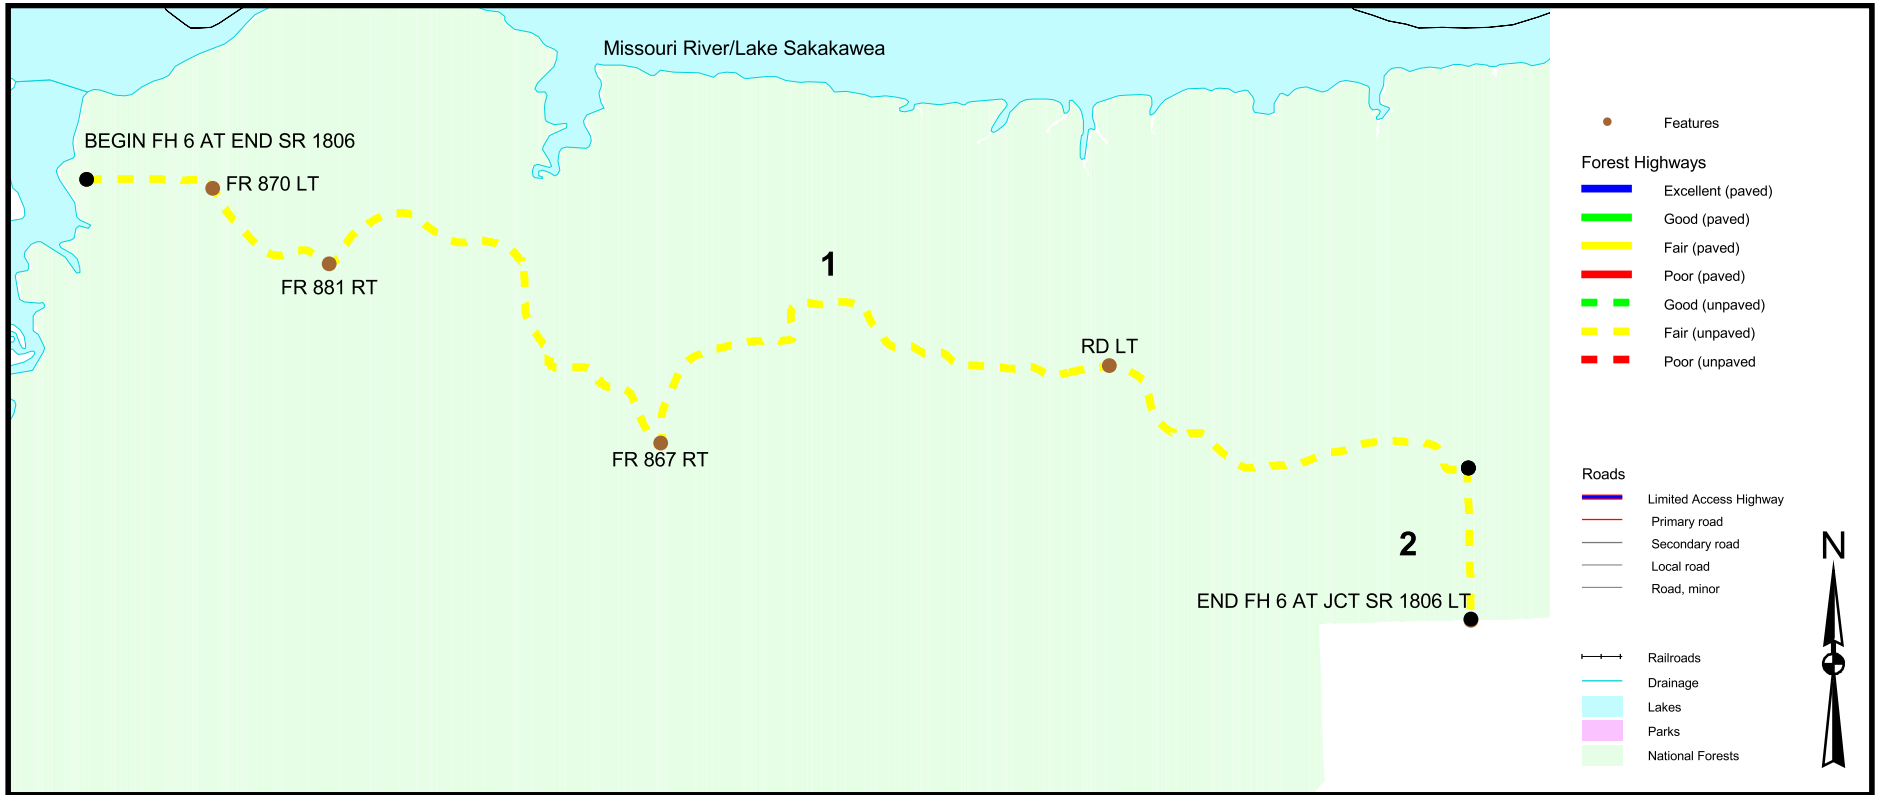 Missouri River/Lake Sakakawea
BEGIN FH 6 AT END SR 1806
FR 870 LT
FR 881 RT
1
RD LT
FR 867 RT
2
END FH 6 AT JCT SR 1806 LT
Features
Forest Highways
Excellent (paved)
Good (paved)
Fair (paved)
Poor (paved)
Good (unpaved)
Fair (unpaved)
Poor (unpaved
Roads
Limited Access Highway
Primary road
Secondary road
Local road
Road, minor
Railroads
Drainage
Lakes
Parks
National Forests
N